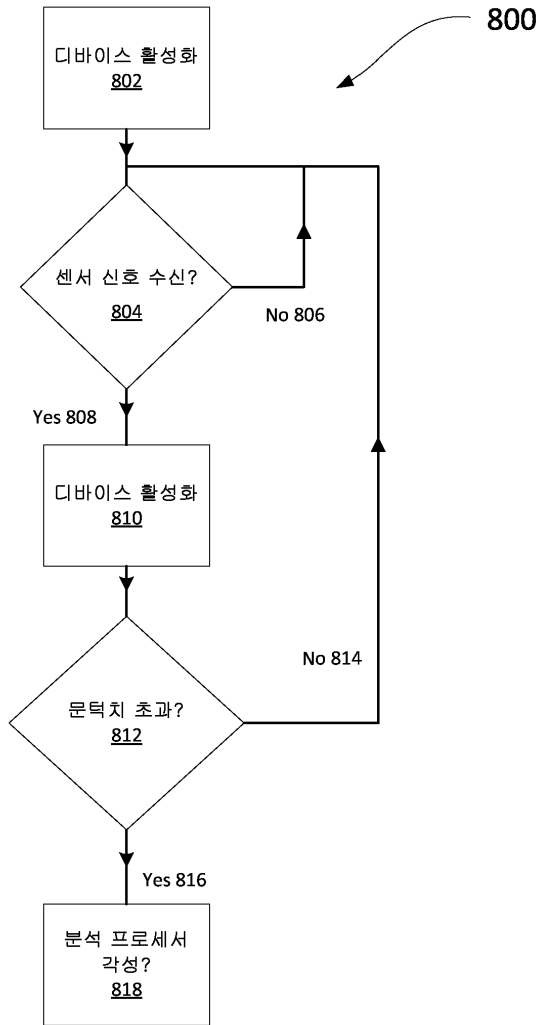 800
디바이스 활성화
802
센서 신호 수신?
804
No 806
Yes 808
디바이스 활성화
810
No 814
문턱치 초과?
812
Yes 816
분석 프로세서
각성?
818